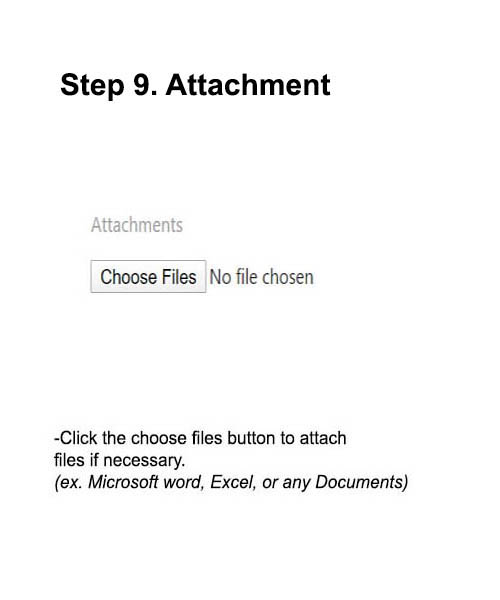 Step 9. Attachment
Attachments
Choose Files No file chosen
-Click the choose files button to attach
files if necessary.
(ex. Microsoft word, Excel, or any Documents)